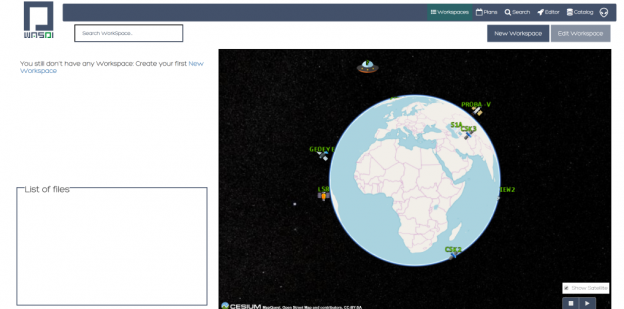 WASDI
Workspaces Plans Search Editor Catalog
Search WorkSpace...
New Workspace Edit Workspace
You still don't have any Workspace. Create your first New
Workspace
PROBA-V
S1A
CSK3
GEOEYE
LS8
IEW2
CSK2
List of files
Show Satellite
CESIUM MapQuest, Open Street Map and contributors, CC-BY-SA